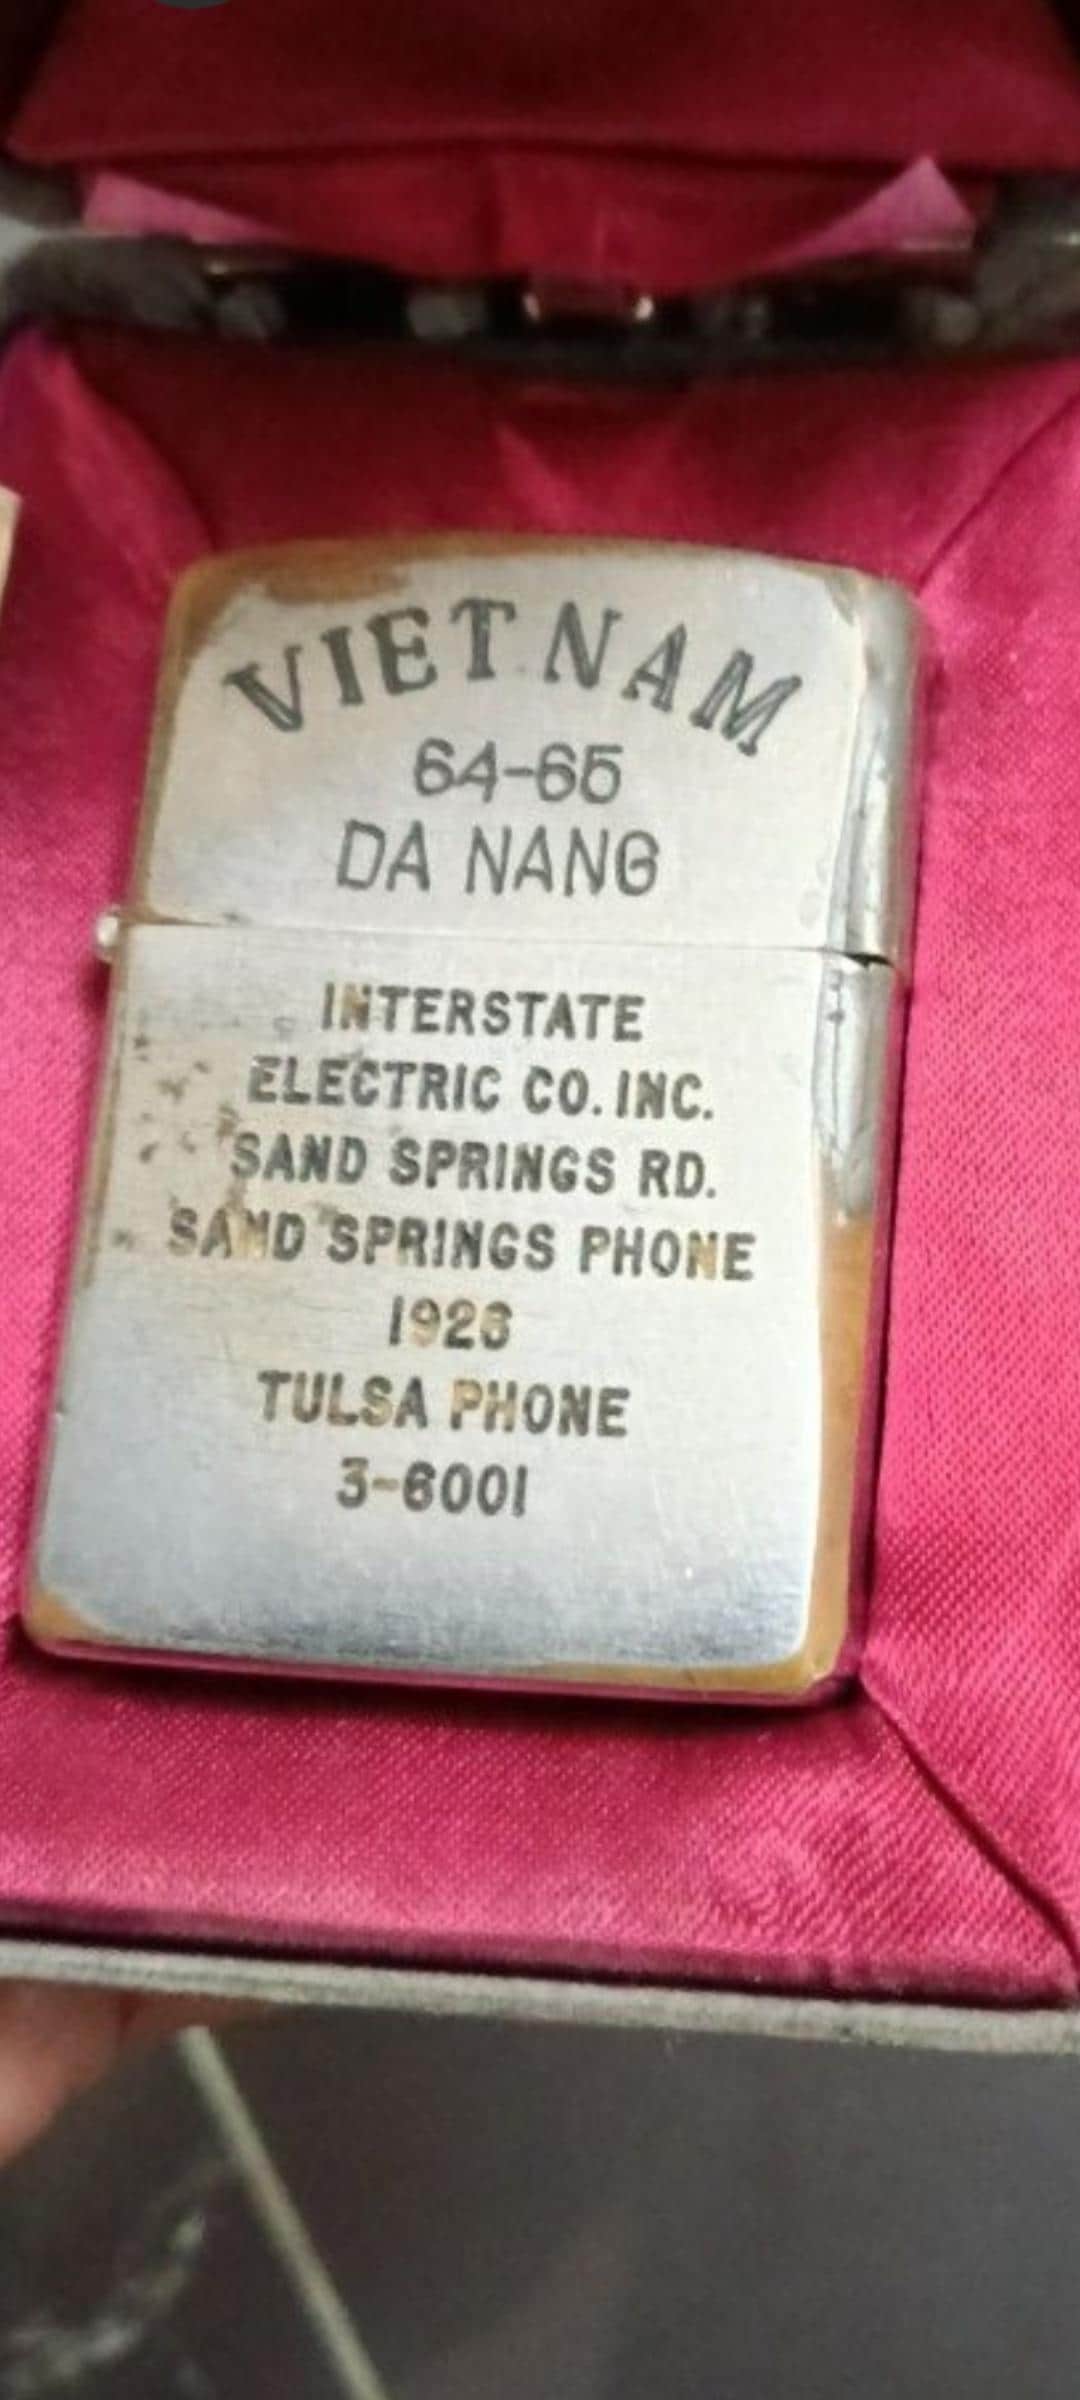 VIETNAM
64-65
DA NANG
INTERSTATE
ELECTRIC CO. INC.
SAND SPRINGS RD.
SAND SPRINGS PHONE
1926
TULSA PHONE
3-6001